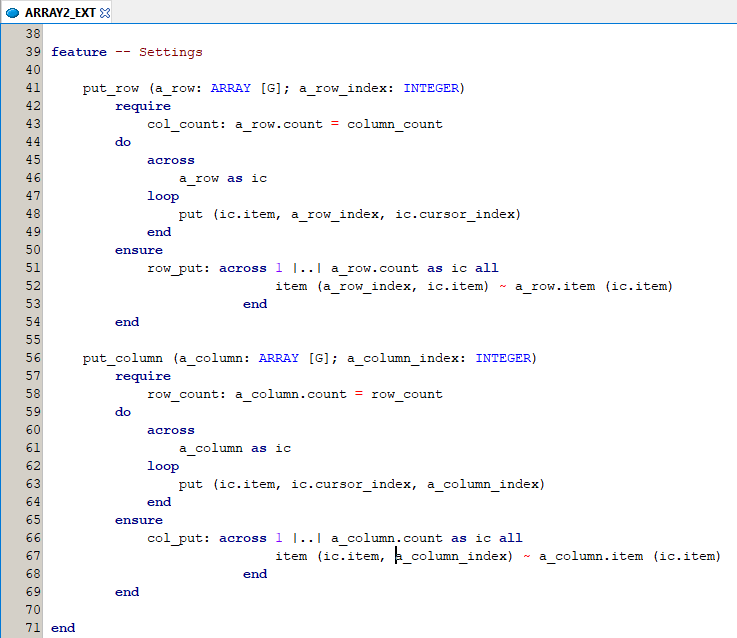 ARRAY2_EXT
38
39 feature -- Settings
40
41     put_row (a_row: ARRAY [G]; a_row_index: INTEGER)
42         require
43             col_count: a_row.count = column_count
44         do
45             across
46                 a_row as ic
47             loop
48                 put (ic.item, a_row_index, ic.cursor_index)
49             end
50         ensure
51             row_put: across 1 |..| a_row.count as ic all
52                             item (a_row_index, ic.item) ~ a_row.item (ic.item)
53                         end
54         end
55
56     put_column (a_column: ARRAY [G]; a_column_index: INTEGER)
57         require
58             row_count: a_column.count = row_count
59         do
60             across
61                 a_column as ic
62             loop
63                 put (ic.item, ic.cursor_index, a_column_index)
64             end
65         ensure
66             col_put: across 1 |..| a_column.count as ic all
67                             item (ic.item, a_column_index) ~ a_column.item (ic.item)
68                         end
69         end
70
71 end